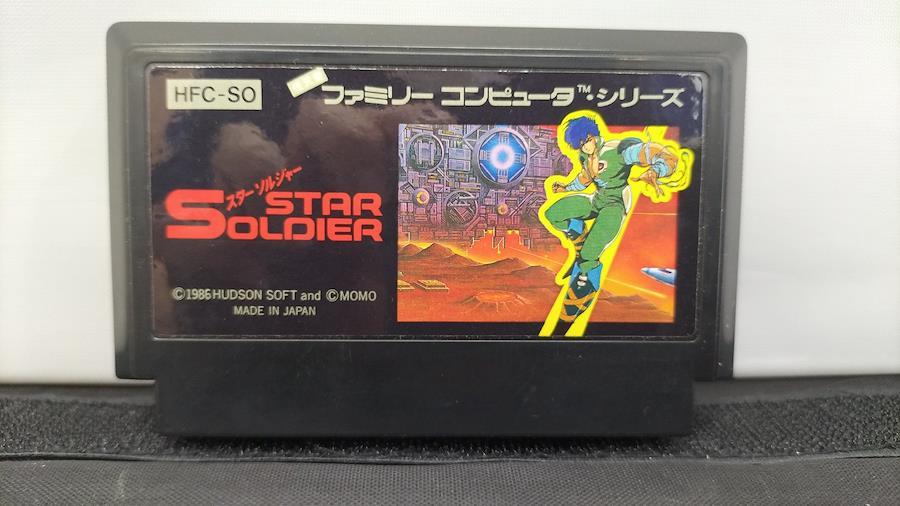 HFC-SO
ファミリー コンピュータ™・シリーズ
スターソルジャー
STAR
SOLDIER
©1986 HUDSON SOFT and © MOMO
MADE IN JAPAN